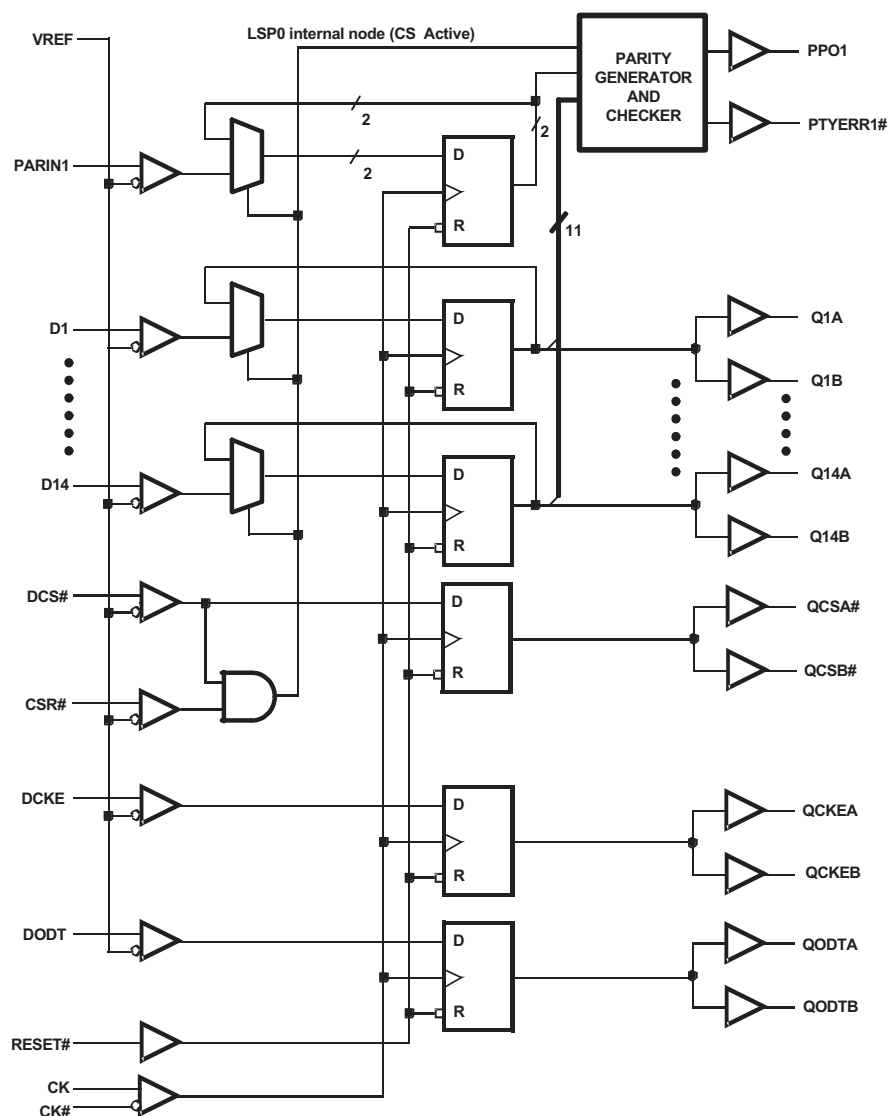 VREF
LSP0 internal node (CS Active)
PARITY
GENERATOR
AND
CHECKER
PPO1
PTYERR1#
2
2
2
PARIN1
D
R
11
D1
D
R
Q1A
Q1B
D14
D
R
Q14A
Q14B
DCS#
D
R
QCSA#
QCSB#
CSR#
DCKE
D
R
QCKEA
QCKEB
DODT
D
R
QODTA
QODTB
RESET#
CK
CK#